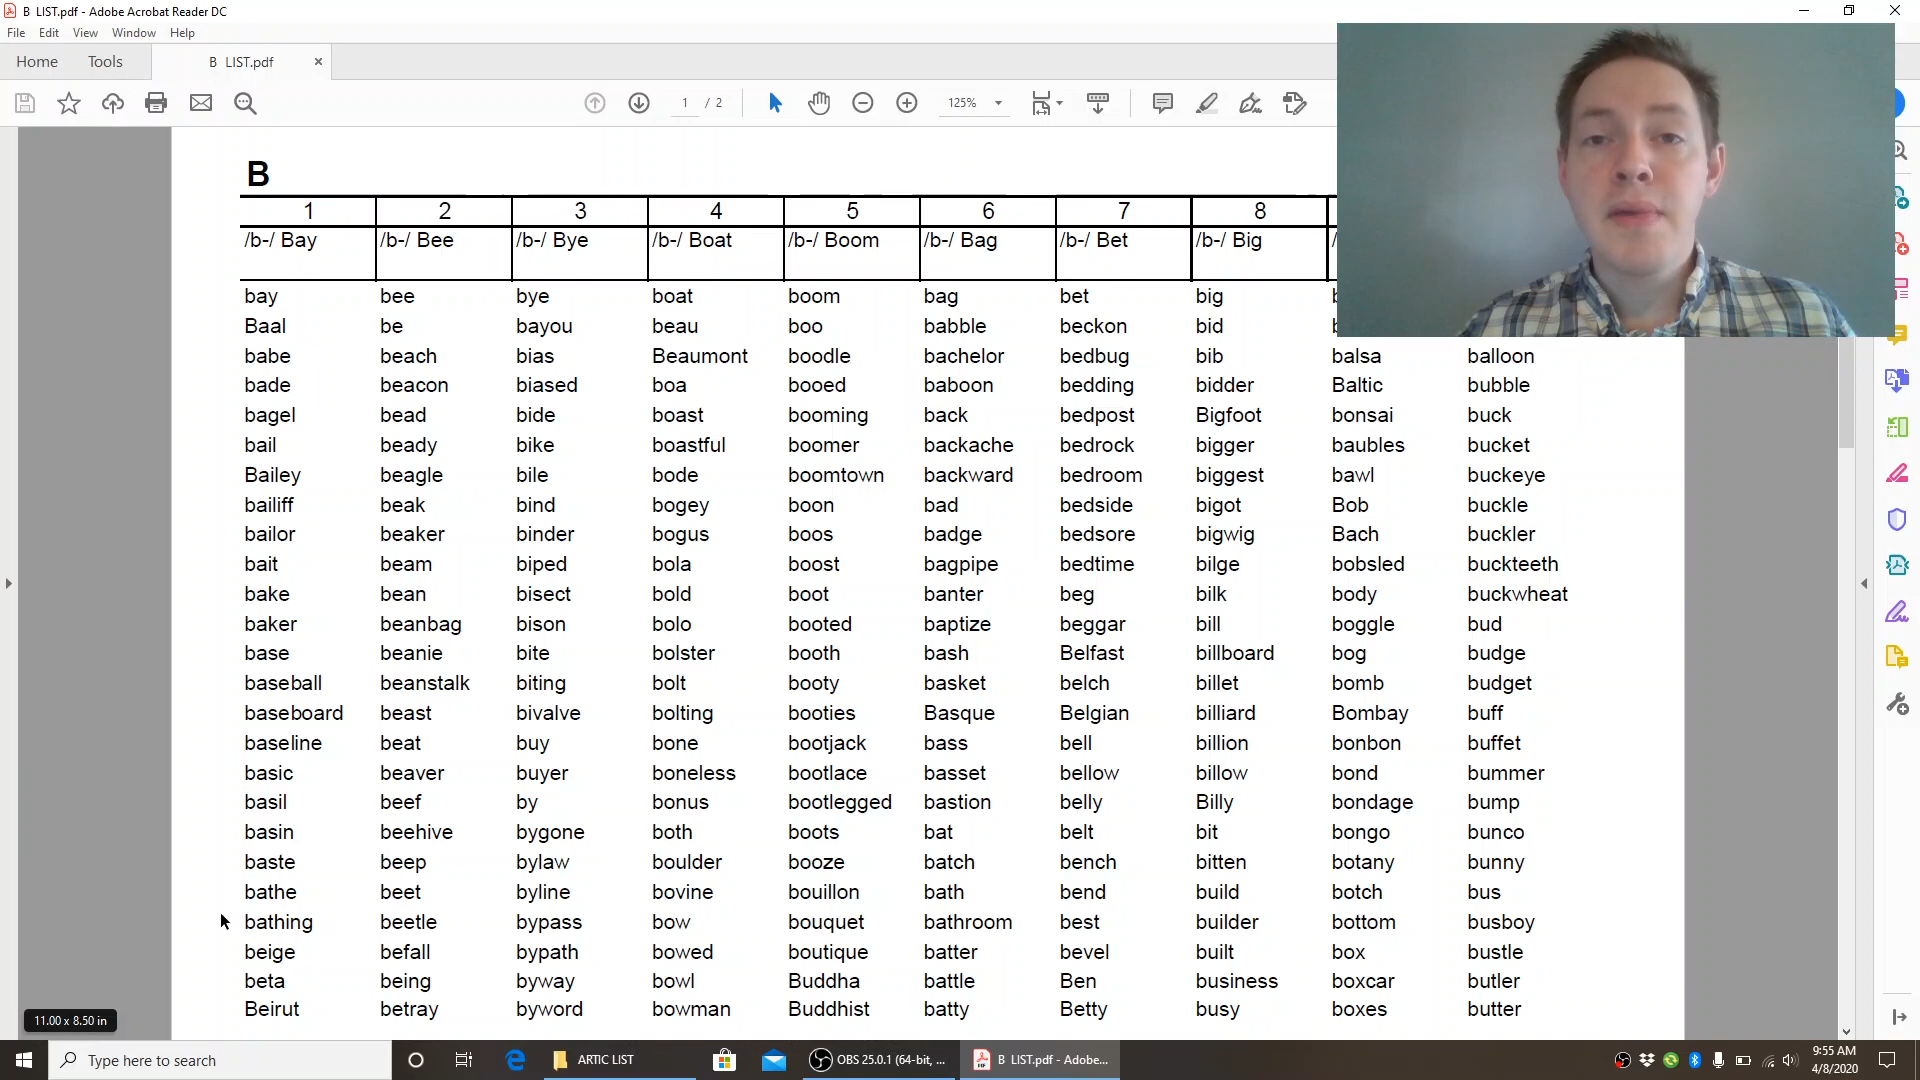 B LIST.pdf - Adobe Acrobat Reader DC
File Edit View Window Help
Home Tools B LIST.pdf
1 / 2 125%
B
1 2 3 4 5 6 7 8
/b-/ Bay /b-/ Bee /b-/ Bye /b-/ Boat /b-/ Boom /b-/ Bag /b-/ Bet /b-/ Big
bay bee bye boat boom bag bet big
Baal be bayou beau boo babble beckon bid
babe beach bias Beaumont boodle bachelor bedbug bib balsa balloon
bade beacon biased boa booed baboon bedding bidder Baltic bubble
bagel bead bide boast booming back bedpost Bigfoot bonsai buck
bail beady bike boastful boomer backache bedrock bigger baubles bucket
Bailey beagle bile bode boomtown backward bedroom biggest bawl buckeye
bailiff beak bind bogey boon bad bedside bigot Bob buckle
bailor beaker binder bogus boos badge bedsore bigwig Bach buckler
bait beam biped bola boost bagpipe bedtime bilge bobsled buckteeth
bake bean bisect bold boot banter beg bilk body buckwheat
baker beanbag bison bolo booted baptize beggar bill boggle bud
base beanie bite bolster booth bash Belfast billboard bog budge
baseball beanstalk biting bolt booty basket belch billet bomb budget
baseboard beast bivalve bolting booties Basque Belgian billiard Bombay buff
baseline beat buy bone bootjack bass bell billion bonbon buffet
basic beaver buyer boneless bootlace basset bellow billow bond bummer
basil beef by bonus bootlegged bastion belly Billy bondage bump
basin beehive bygone both boots bat belt bit bongo bunco
baste beep bylaw boulder booze batch bench bitten botany bunny
bathe beet byline bovine bouillon bath bend build botch bus
bathing beetle bypass bow bouquet bathroom best builder bottom busboy
beige befall bypath bowed boutique batter bevel built box bustle
beta being byway bowl Buddha battle Ben business boxcar butler
Beirut betray byword bowman Buddhist batty Betty busy boxes butter
11.00 x 8.50 in
Type here to search ARTIC LIST OBS 25.0.1 (64-bit, ... B LIST.pdf - Adobe... 9:55 AM
4/8/2020